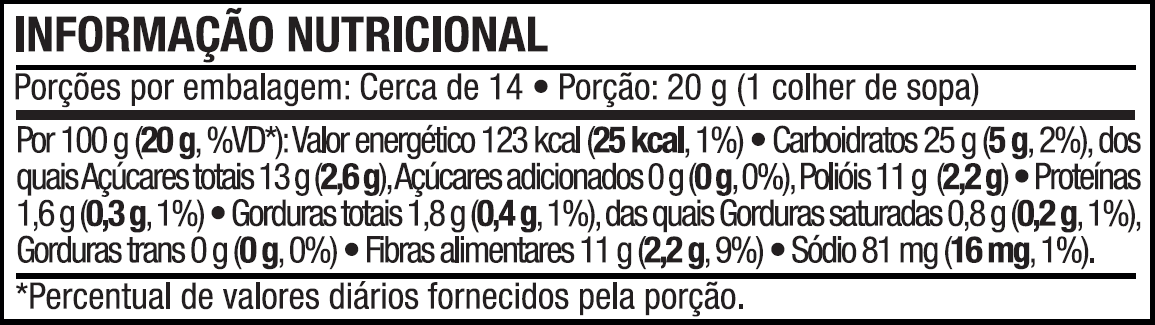 INFORMAÇÃO NUTRICIONAL
Porções por embalagem: Cerca de 14 • Porção: 20 g (1 colher de sopa)
Por 100 g (20 g, %VD*): Valor energético 123 kcal (25 kcal, 1%) • Carboidratos 25 g (5 g, 2%), dos
quais Açúcares totais 13 g (2,6 g), Açúcares adicionados 0 g (0 g, 0%), Polióis 11 g (2,2 g) • Proteínas
1,6 g (0,3 g, 1%) • Gorduras totais 1,8 g (0,4 g, 1%), das quais Gorduras saturadas 0,8 g (0,2 g, 1%),
Gorduras trans 0 g (0 g, 0%) • Fibras alimentares 11 g (2,2 g, 9%) • Sódio 81 mg (16 mg, 1%).
*Percentual de valores diários fornecidos pela porção.